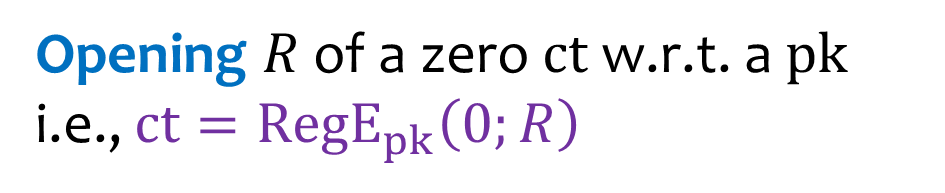 Opening R of a zero ct w.r.t. a pk
i.e., ct = RegE_pk(0; R)